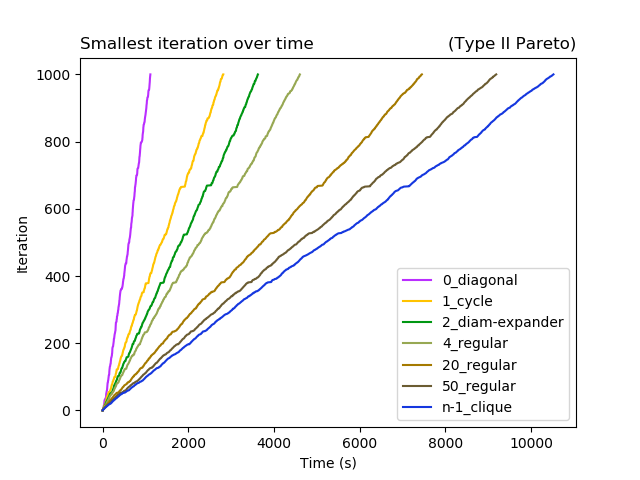 Smallest iteration over time (Type II Pareto)
1000
800
600
400
200
0
Iteration
0_diagonal
1_cycle
2_diam-expander
4_regular
20_regular
50_regular
n-1_clique
0 2000 4000 6000 8000 10000
Time (s)